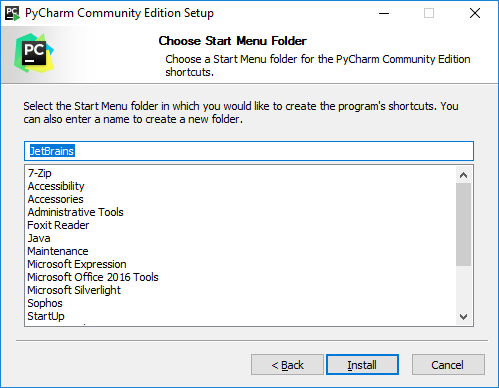 PyCharm Community Edition Setup
PC
Choose Start Menu Folder
Choose a Start Menu folder for the PyCharm Community Edition
shortcuts.
Select the Start Menu folder in which you would like to create the program's shortcuts. You
can also enter a name to create a new folder.
JetBrains
7-Zip
Accessibility
Accessories
Administrative Tools
Foxit Reader
Java
Maintenance
Microsoft Expression
Microsoft Office 2016 Tools
Microsoft Silverlight
Sophos
StartUp
< Back
Install
Cancel